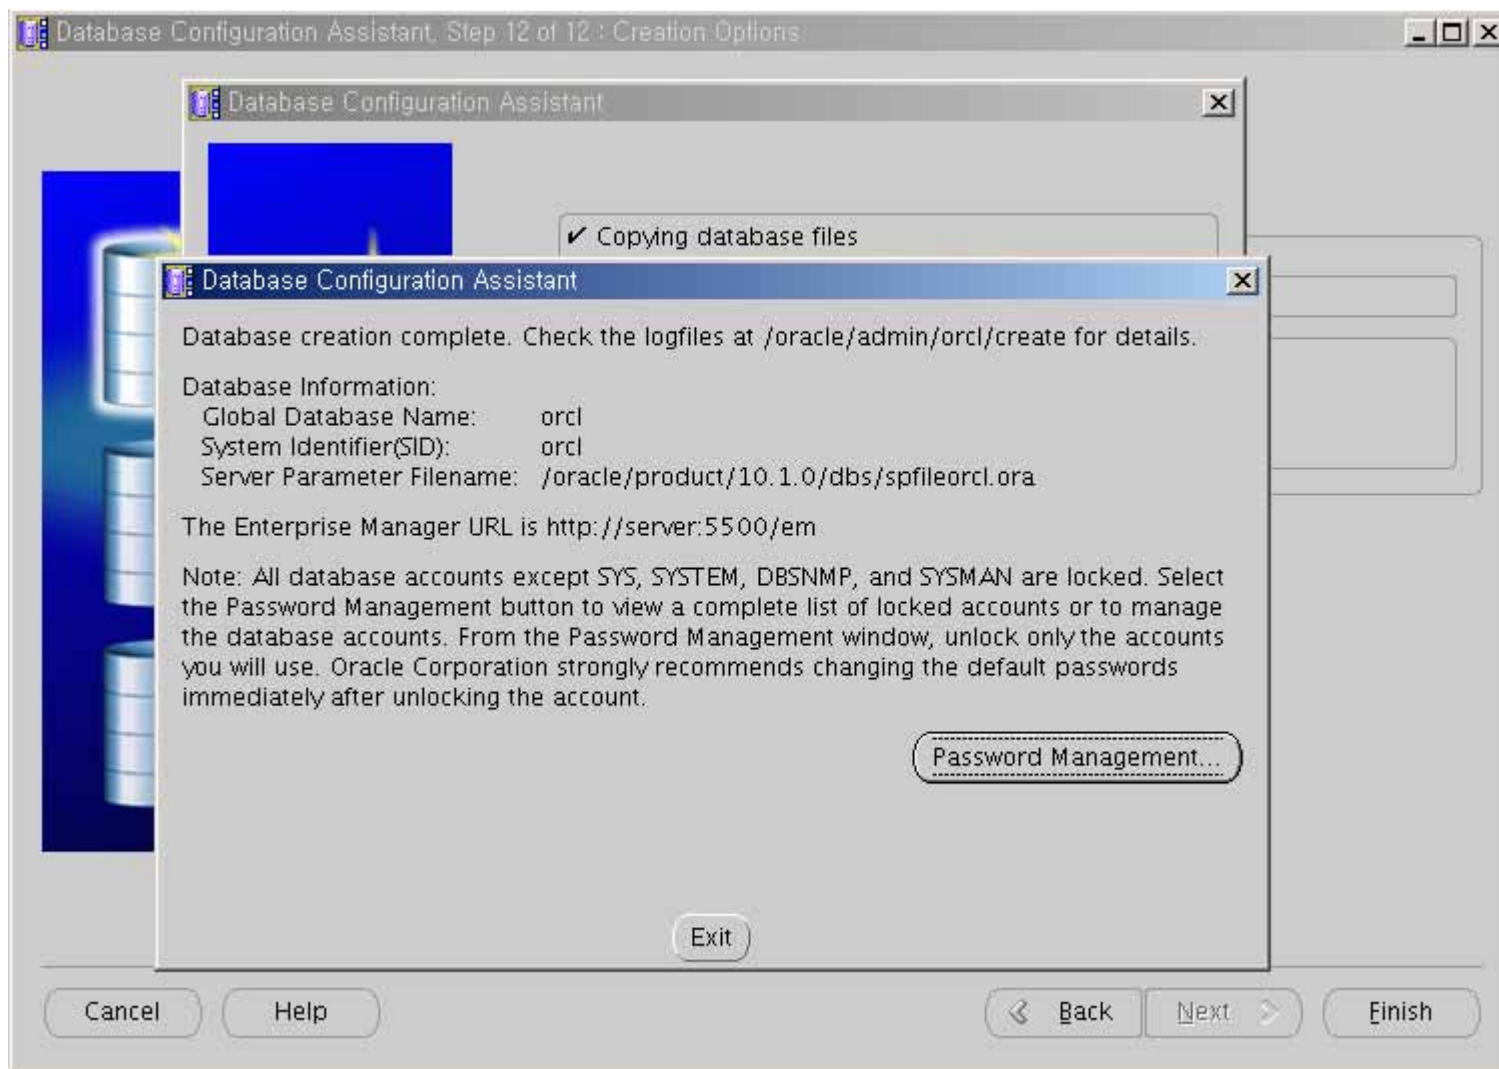 Database Configuration Assistant, Step 12 of 12 : Creation Options
Database Configuration Assistant
✔ Copying database files
Database Configuration Assistant
Database creation complete. Check the logfiles at /oracle/admin/orcl/create for details.
Database Information:
Global Database Name: orcl
System Identifier(SID): orcl
Server Parameter Filename: /oracle/product/10.1.0/dbs/spfileorcl.ora
The Enterprise Manager URL is http://server:5500/em
Note: All database accounts except SYS, SYSTEM, DBSNMP, and SYSMAN are locked. Select
the Password Management button to view a complete list of locked accounts or to manage
the database accounts. From the Password Management window, unlock only the accounts
you will use. Oracle Corporation strongly recommends changing the default passwords
immediately after unlocking the account.
Password Management...
Exit
Cancel Help Back Next Finish